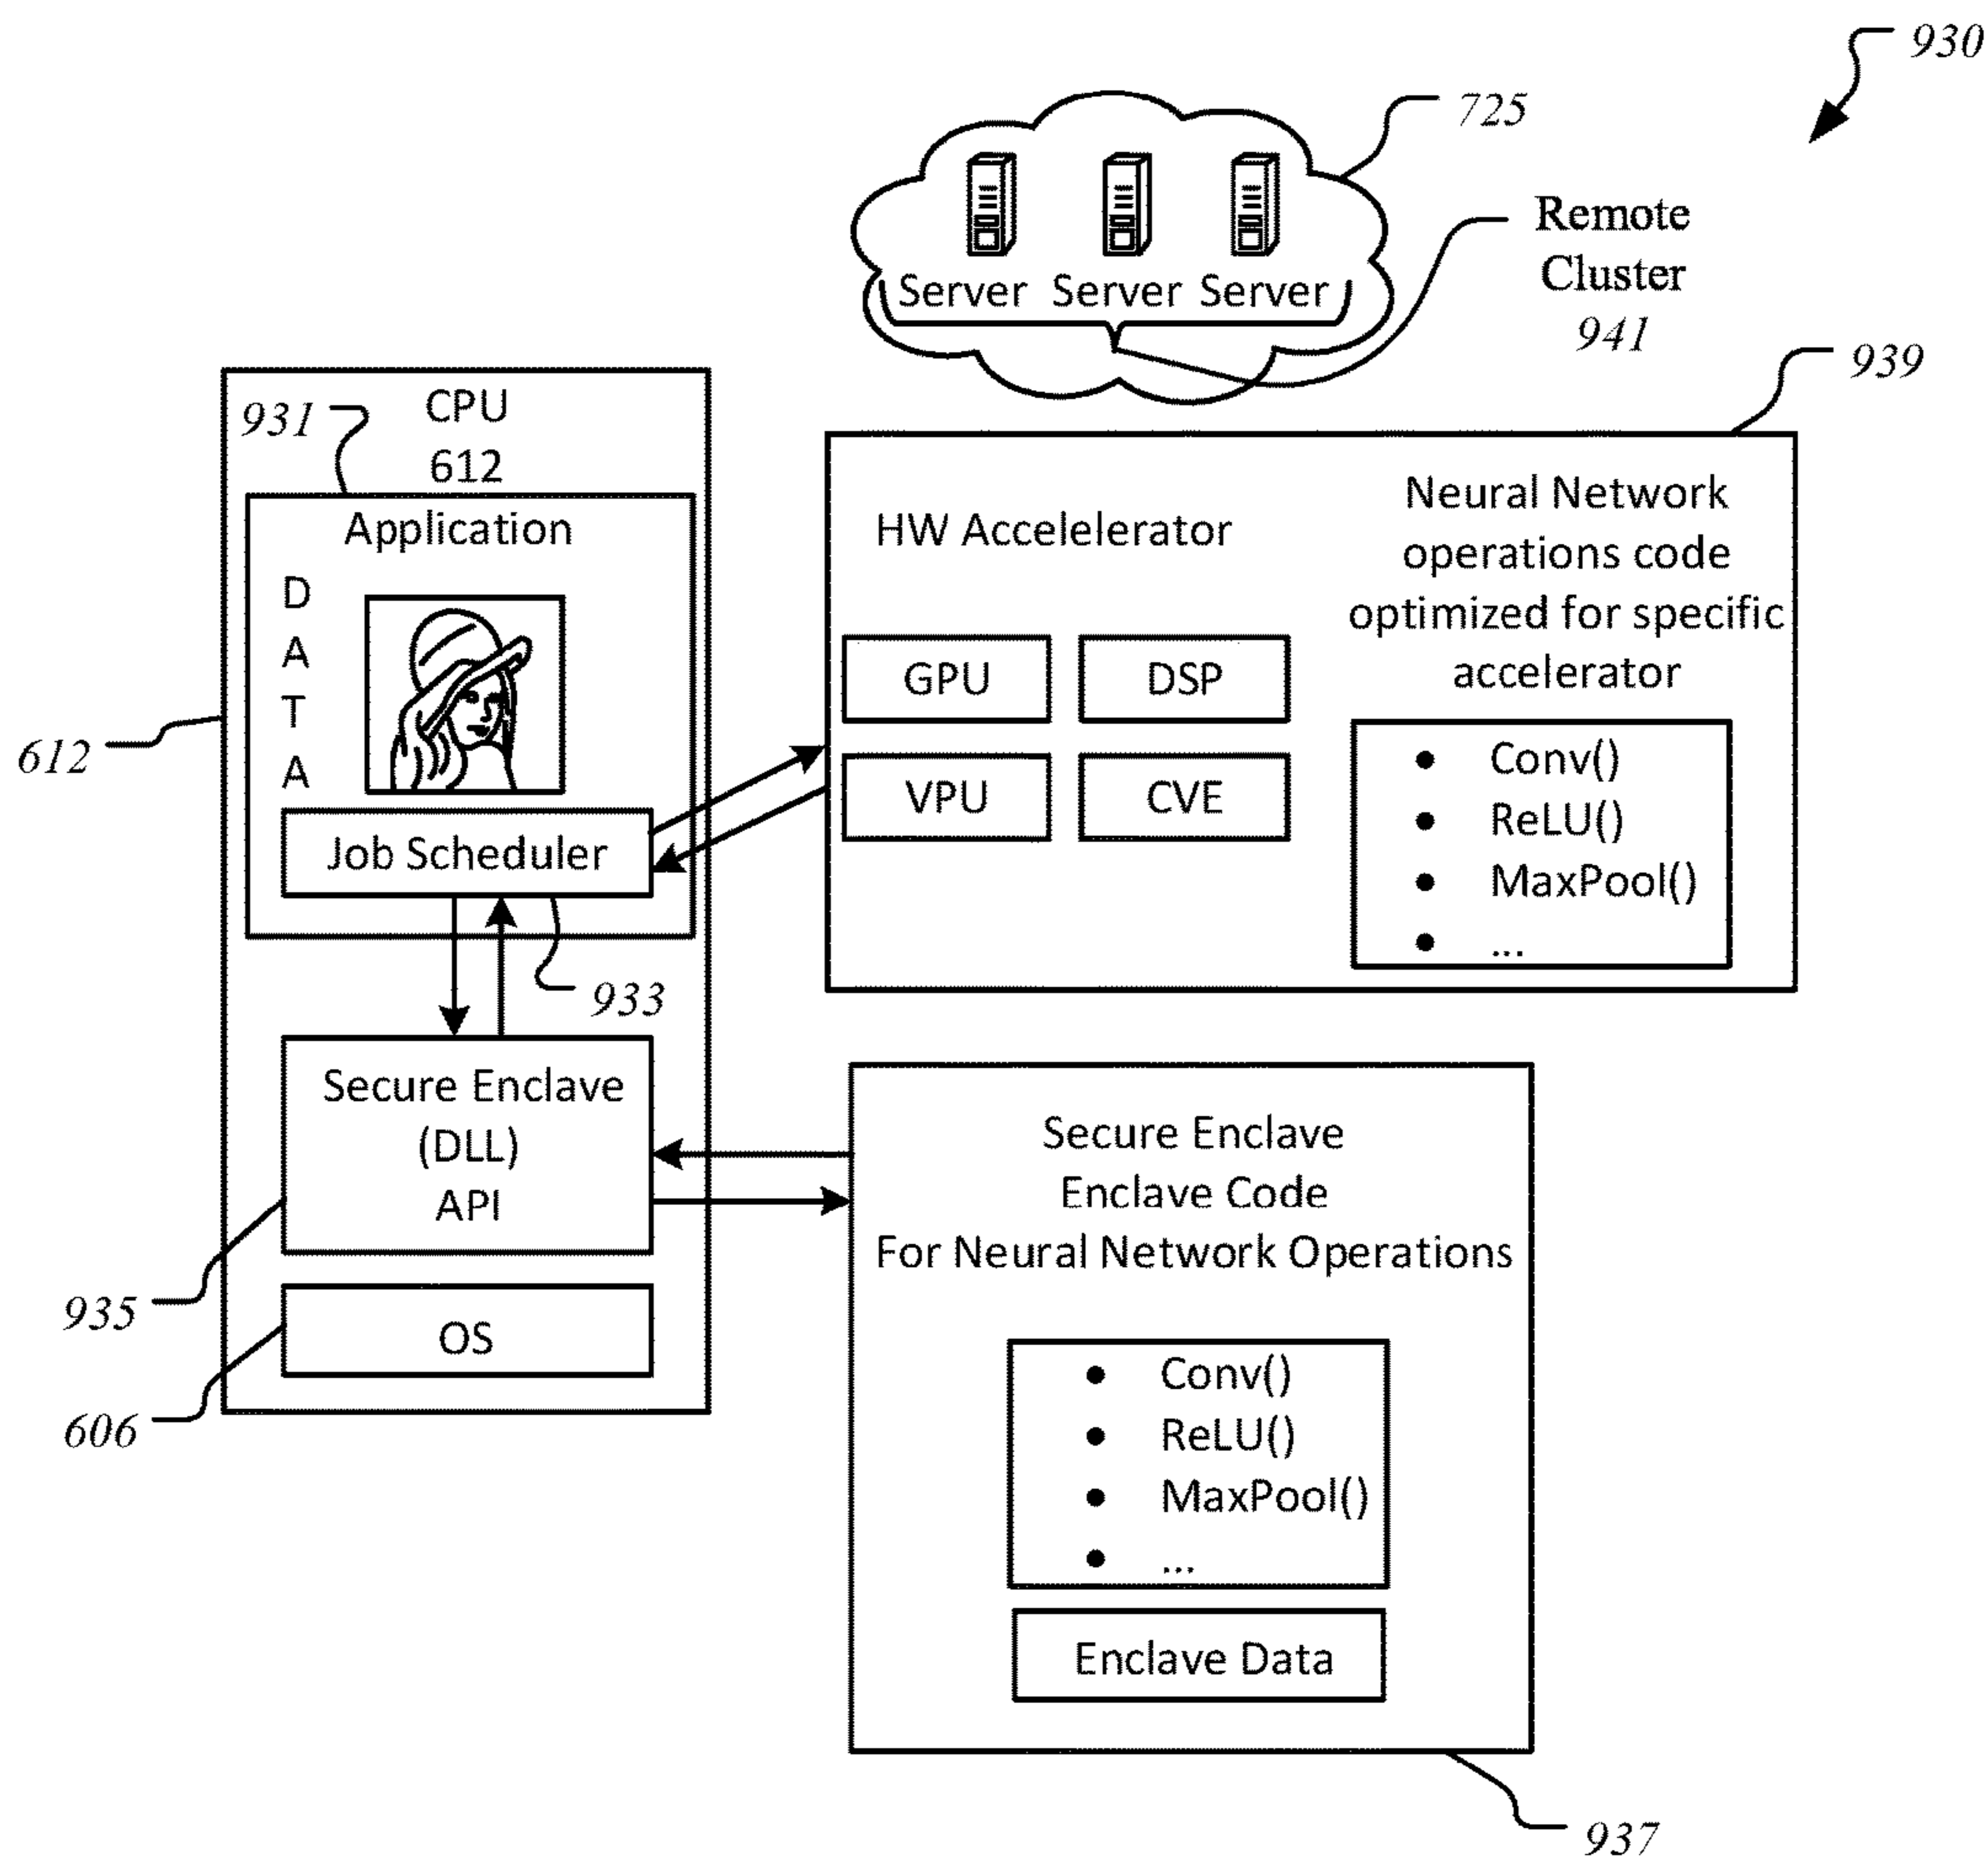 930
725
Server Server Server
Remote
Cluster
941
939
CPU
612
931
Application
D
A
T
A
612
Job Scheduler
933
HW Accelelerator
GPU
DSP
VPU
CVE
Neural Network
operations code
optimized for specific
accelerator
• Conv()
• ReLU()
• MaxPool()
• ...
Secure Enclave
(DLL)
API
935
OS
606
Secure Enclave
Enclave Code
For Neural Network Operations
• Conv()
• ReLU()
• MaxPool()
• ...
Enclave Data
937